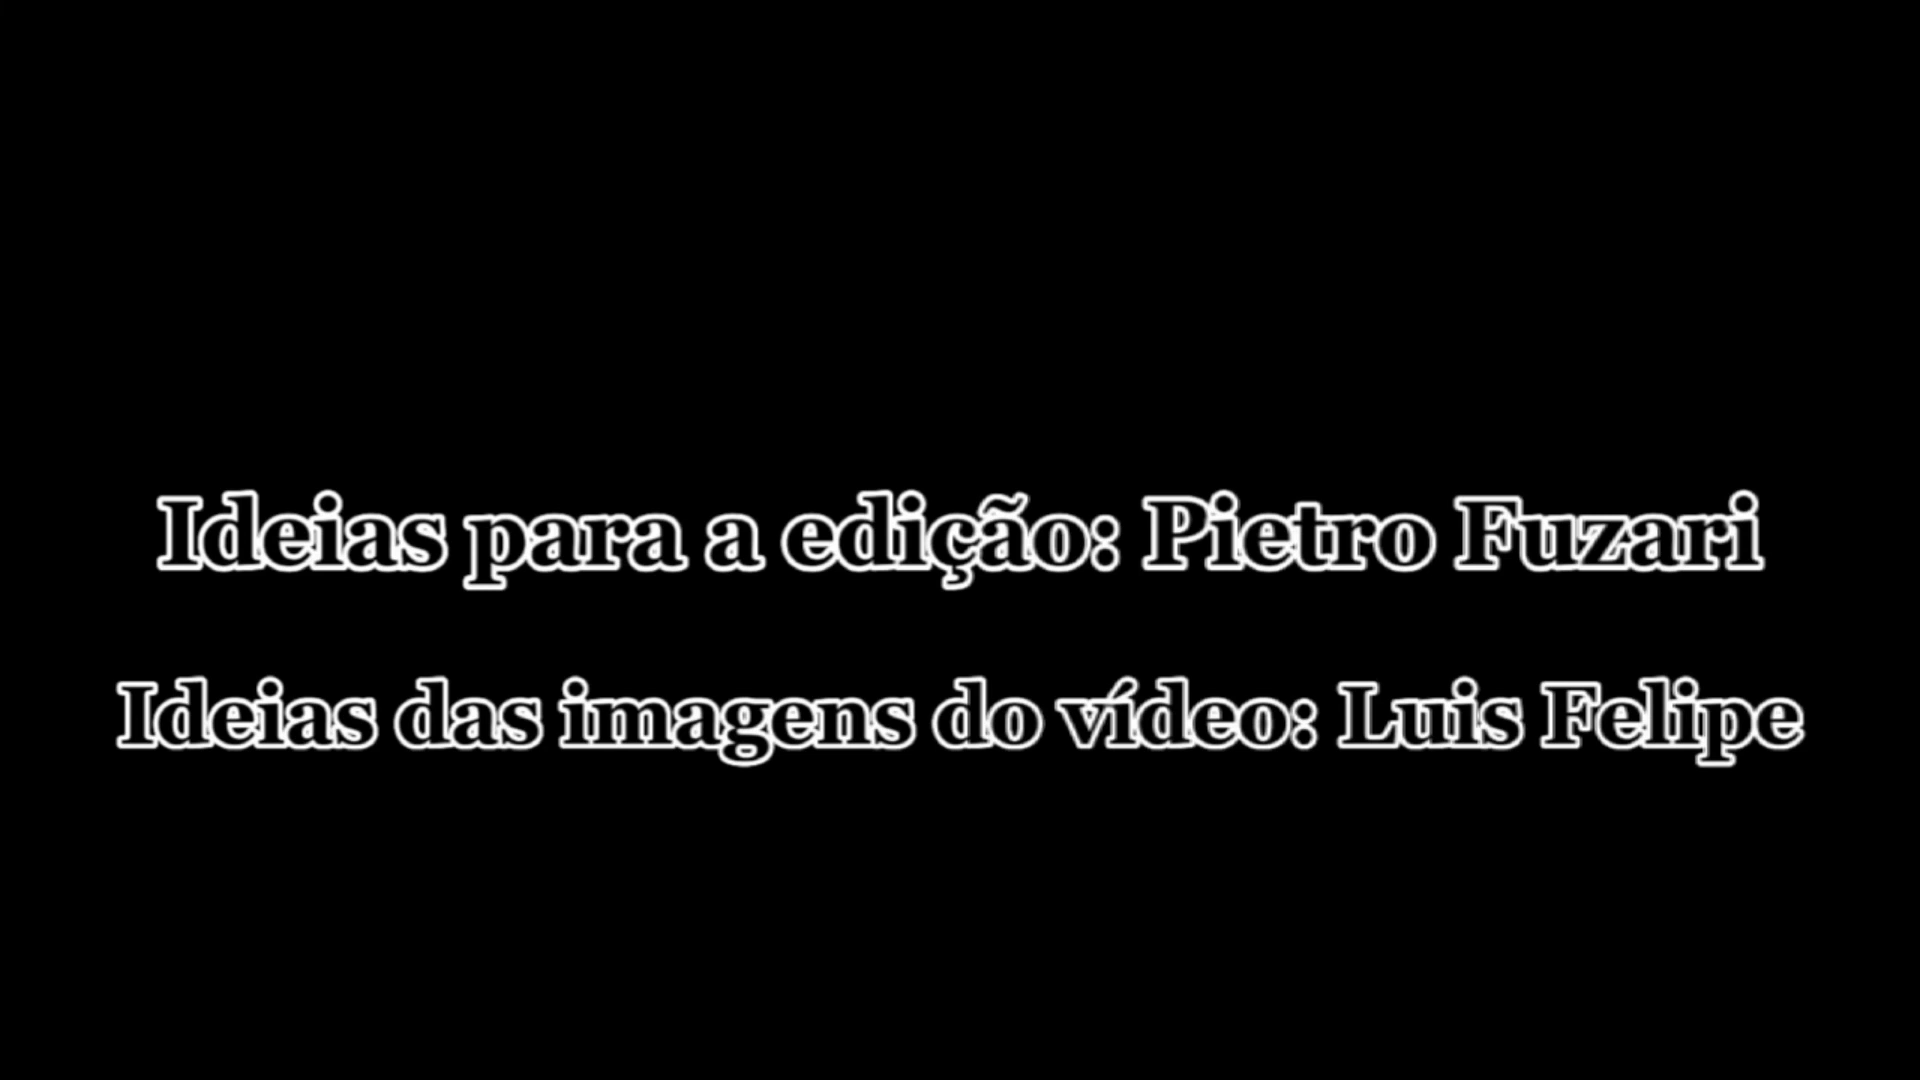 Ideias para a edição: Pietro Fuzari
Ideias das imagens do vídeo: Luis Felipe